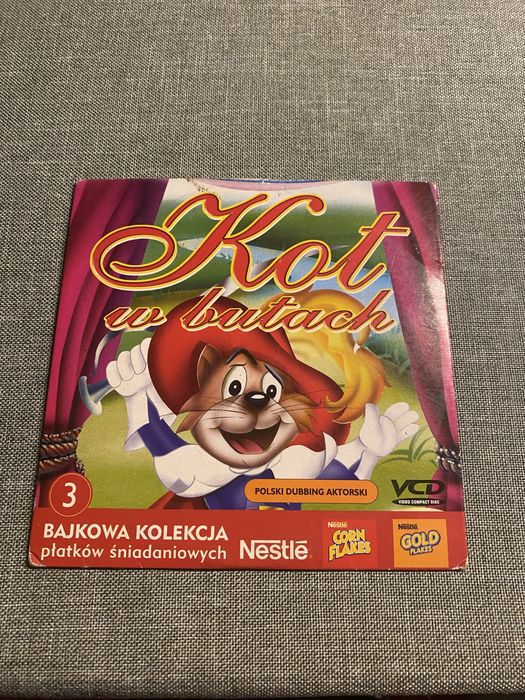 Kot
w butach
POLSKI DUBBING AKTORSKI
VCD
VIDEO COMPACT DISC
3
BAJKOWA KOLEKCJA
płatków śniadaniowych
Nestlé
Nestlé
CORN
FLAKES
Nestlé
GOLD
FLAKES